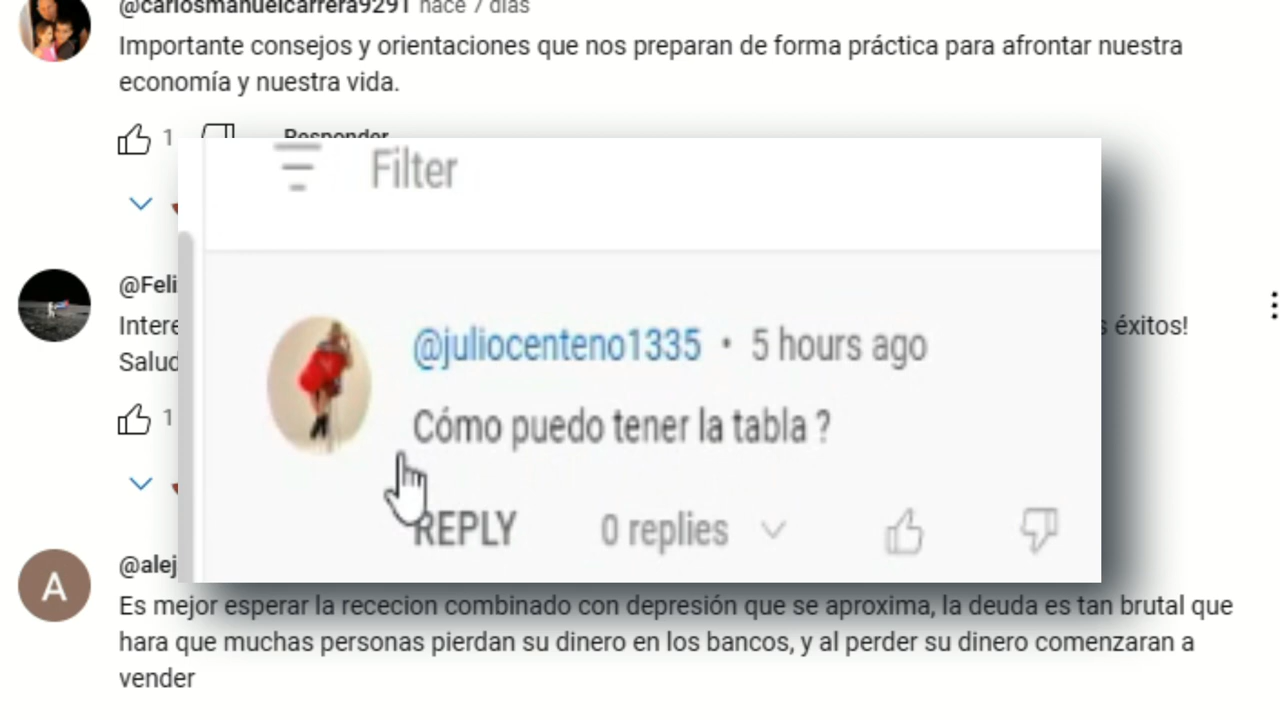 @carlosmanuelcarrera9291 hace 7 días
Importante consejos y orientaciones que nos preparan de forma práctica para afrontar nuestra
economía y nuestra vida.
1 Responder
Filter
@Feli
Intere
s éxitos!
Salud
@juliocenteno1335 • 5 hours ago
Cómo puedo tener la tabla ?
1
REPLY 0 replies
@alej
A
Es mejor esperar la rececion combinado con depresión que se aproxima, la deuda es tan brutal que
hara que muchas personas pierdan su dinero en los bancos, y al perder su dinero comenzaran a
vender